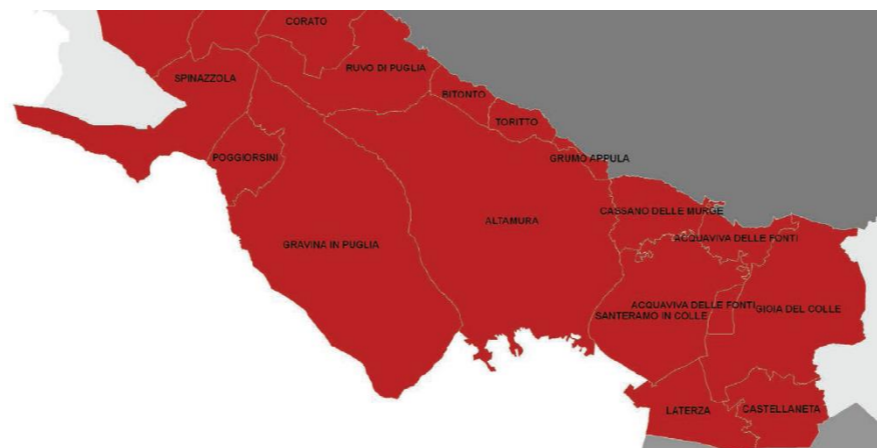 CORATO
RUVO DI PUGLIA
SPINAZZOLA
BITONTO
TORITTO
POGGIORSINI
GRUMO APPULA
CASSANO DELLE MURGE
ALTAMURA
ACQUAVIVA DELLE FONTI
GRAVINA IN PUGLIA
ACQUAVIVA DELLE FONTI
GIOIA DEL COLLE
SANTERAMO IN COLLE
LATERZA
CASTELLANETA